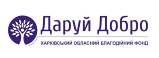 Даруй Добро
ХАРКІВСЬКИЙ ОБЛАСНИЙ БЛАГОДІЙНИЙ ФОНД